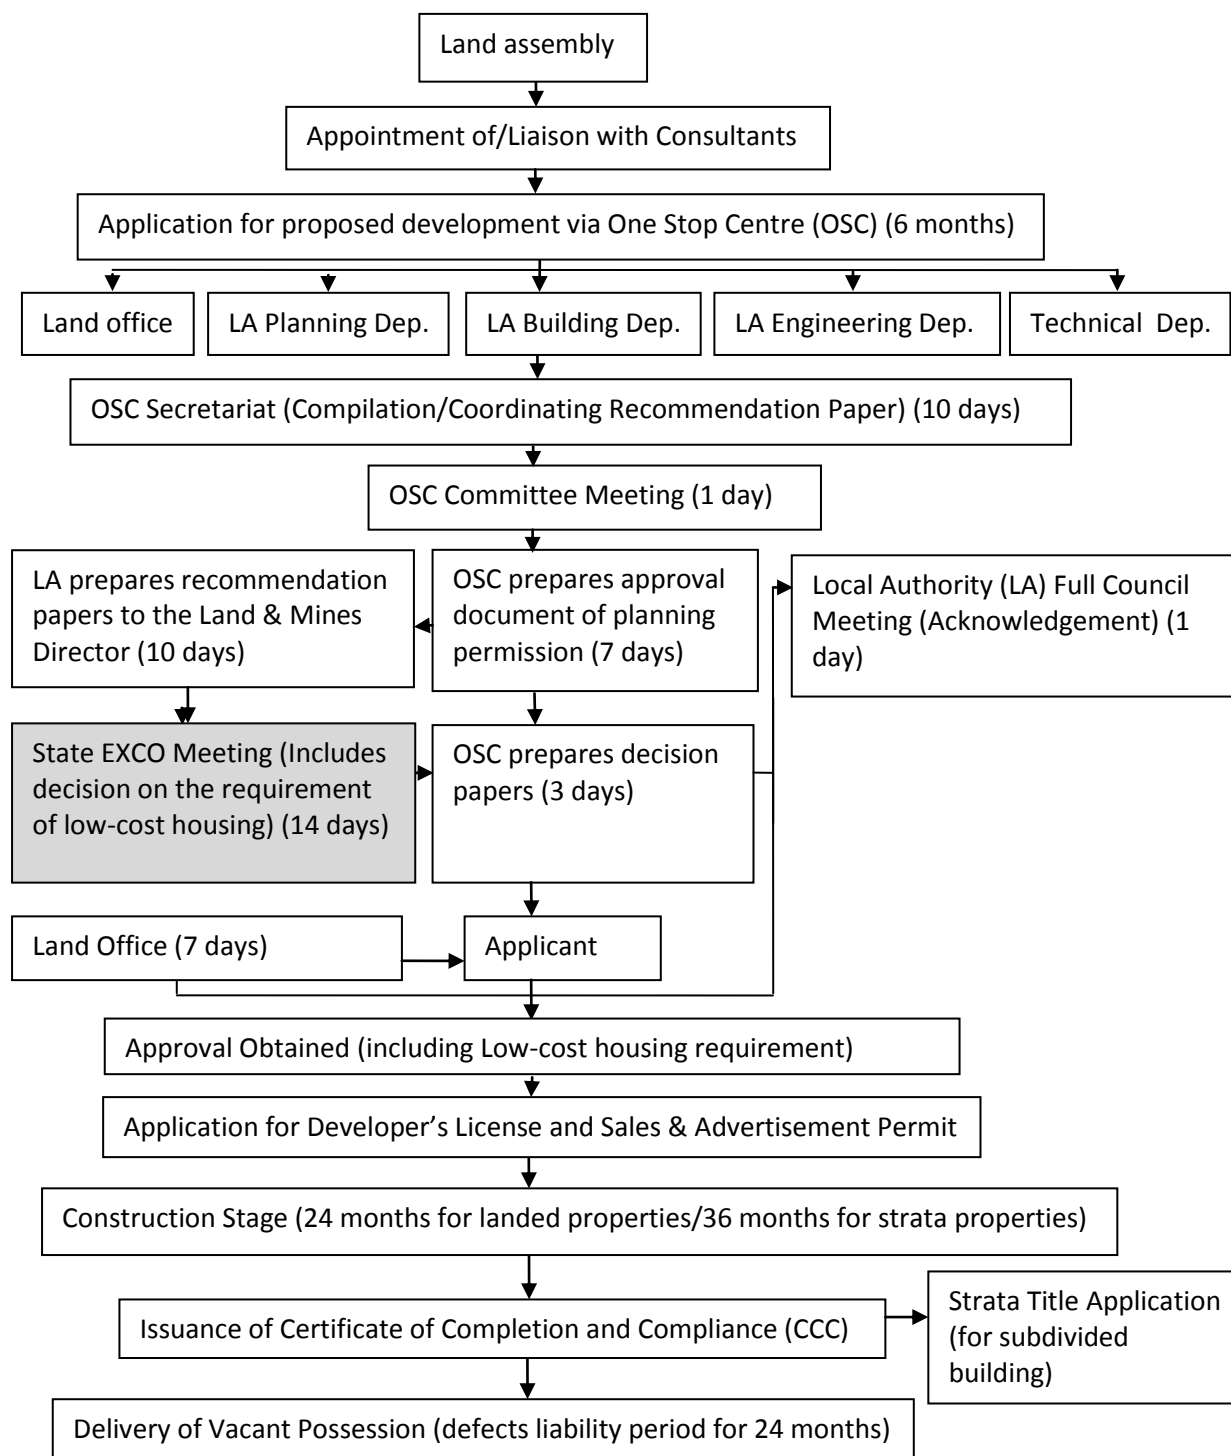 Land assembly
Appointment of/Liaison with Consultants
Application for proposed development via One Stop Centre (OSC) (6 months)
Land office
LA Planning Dep.
LA Building Dep.
LA Engineering Dep.
Technical Dep.
OSC Secretariat (Compilation/Coordinating Recommendation Paper) (10 days)
OSC Committee Meeting (1 day)
LA prepares recommendation
papers to the Land & Mines
Director (10 days)
OSC prepares approval
document of planning
permission (7 days)
Local Authority (LA) Full Council
Meeting (Acknowledgement) (1
day)
State EXCO Meeting (Includes
decision on the requirement
of low-cost housing) (14 days)
OSC prepares decision
papers (3 days)
Land Office (7 days)
Applicant
Approval Obtained (including Low-cost housing requirement)
Application for Developer’s License and Sales & Advertisement Permit
Construction Stage (24 months for landed properties/36 months for strata properties)
Issuance of Certificate of Completion and Compliance (CCC)
Strata Title Application
(for subdivided
building)
Delivery of Vacant Possession (defects liability period for 24 months)